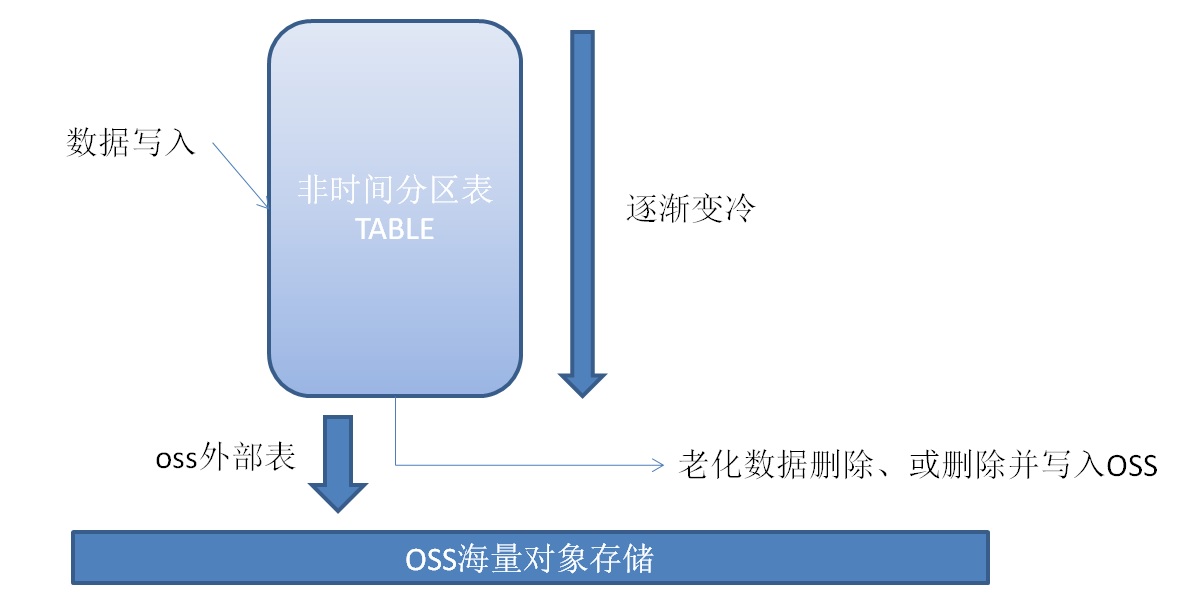 数据写入
非时间分区表
TABLE
逐渐变冷
oss外部表
老化数据删除、或删除并写入OSS
OSS海量对象存储